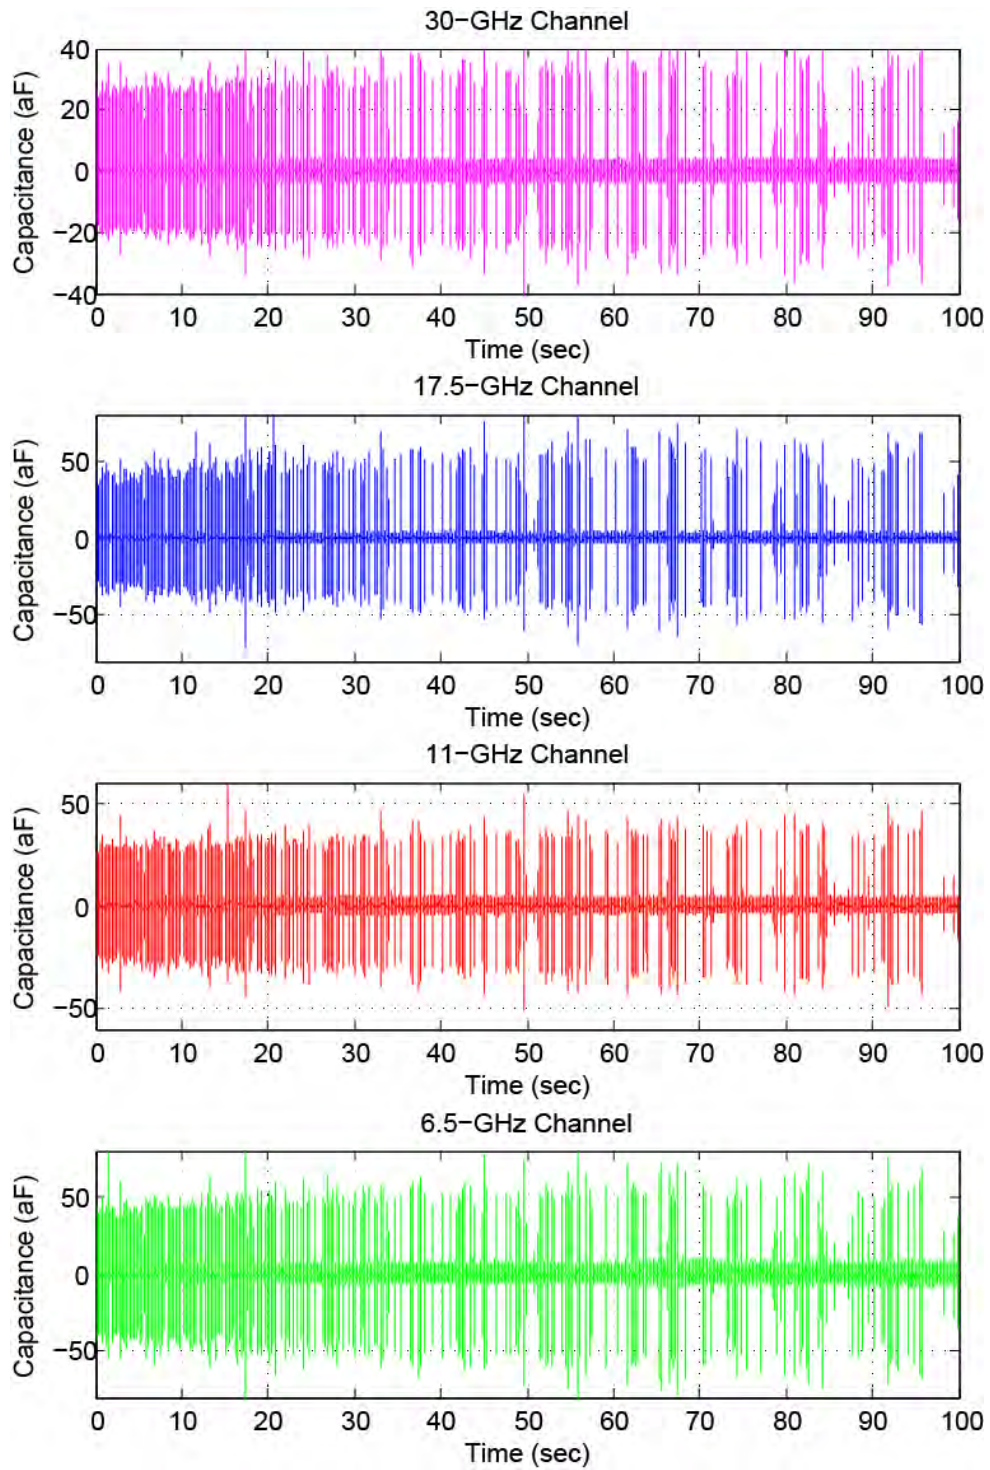 30−GHz Channel
Capacitance (aF)
40
20
0
−20
−40
0 10 20 30 40 50 60 70 80 90 100
Time (sec)
17.5−GHz Channel
Capacitance (aF)
50
0
−50
0 10 20 30 40 50 60 70 80 90 100
Time (sec)
11−GHz Channel
Capacitance (aF)
50
0
−50
0 10 20 30 40 50 60 70 80 90 100
Time (sec)
6.5−GHz Channel
Capacitance (aF)
50
0
−50
0 10 20 30 40 50 60 70 80 90 100
Time (sec)